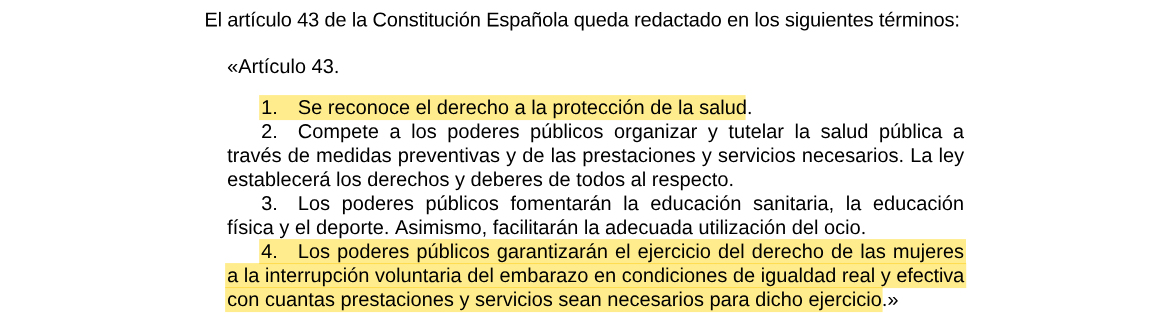 El artículo 43 de la Constitución Española queda redactado en los siguientes términos:
«Artículo 43.
1. Se reconoce el derecho a la protección de la salud.
2. Compete a los poderes públicos organizar y tutelar la salud pública a
través de medidas preventivas y de las prestaciones y servicios necesarios. La ley
establecerá los derechos y deberes de todos al respecto.
3. Los poderes públicos fomentarán la educación sanitaria, la educación
física y el deporte. Asimismo, facilitarán la adecuada utilización del ocio.
4. Los poderes públicos garantizarán el ejercicio del derecho de las mujeres
a la interrupción voluntaria del embarazo en condiciones de igualdad real y efectiva
con cuantas prestaciones y servicios sean necesarios para dicho ejercicio.»